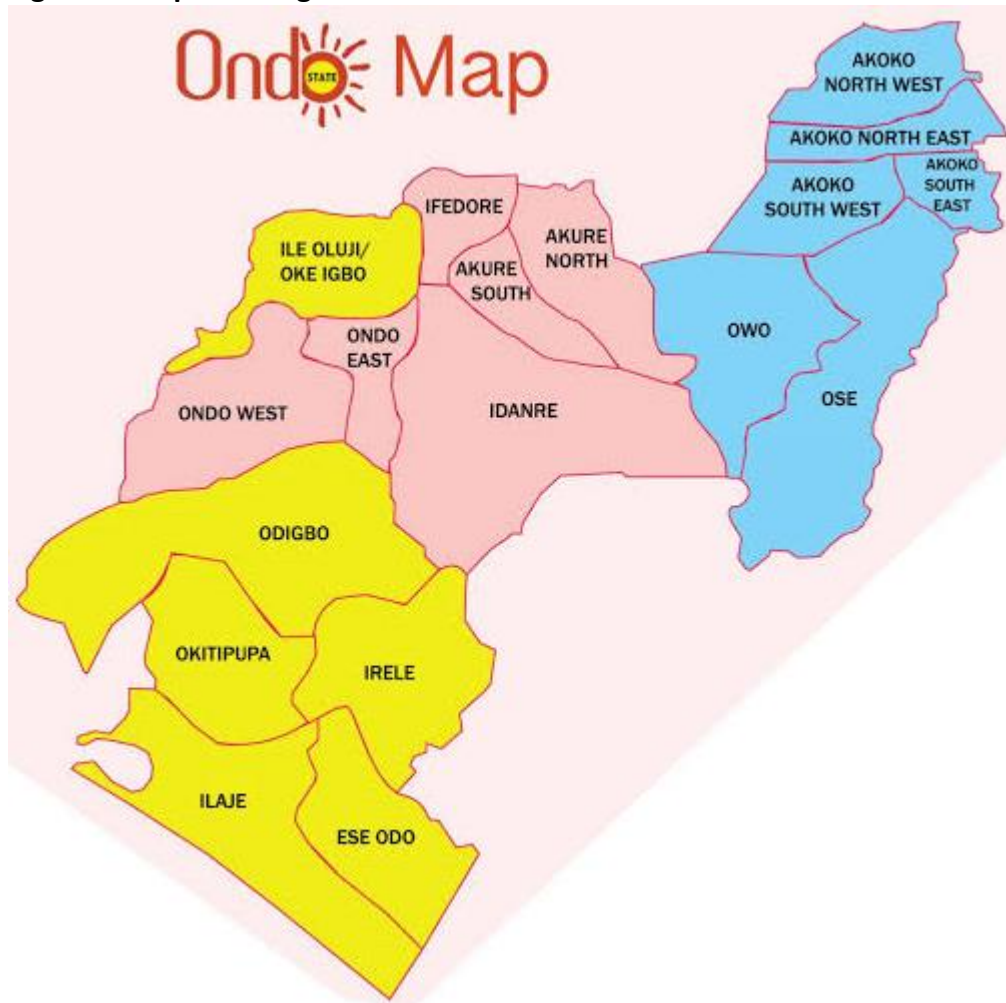 Ondo Map
STATE
AKOKO
NORTH WEST
AKOKO NORTH EAST
AKOKO
SOUTH WEST
AKOKO
SOUTH
EAST
IFEDORE
AKURE
NORTH
AKURE
SOUTH
ILE OLUJI/
OKE IGBO
ONDO
EAST
OWO
OSE
ONDO WEST
IDANRE
ODIGBO
OKITIPUPA
IRELE
ILAJE
ESE ODO